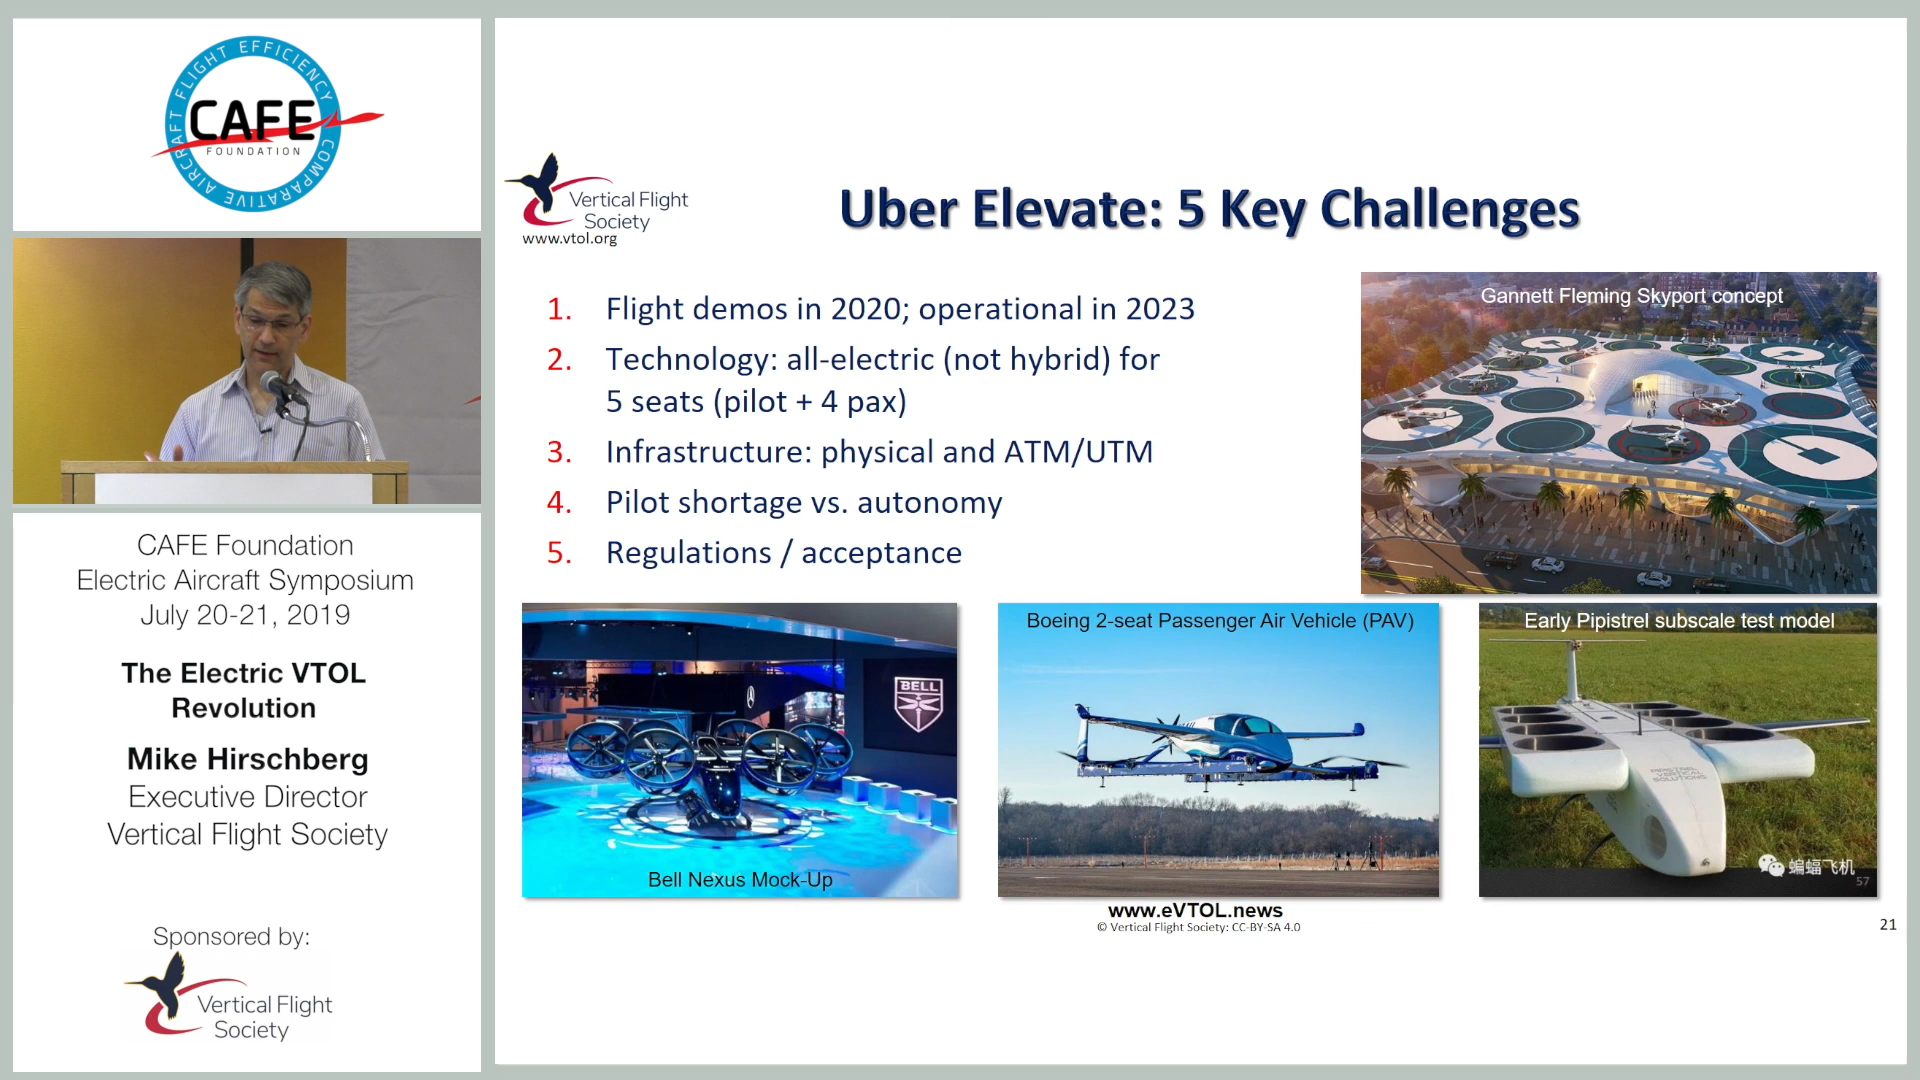 COMPARATIVE AIRCRAFT FLIGHT EFFICIENCY
CAFE
FOUNDATION
CAFE Foundation
Electric Aircraft Symposium
July 20-21, 2019
The Electric VTOL
Revolution
Mike Hirschberg
Executive Director
Vertical Flight Society
Sponsored by:
Vertical Flight
Society
Vertical Flight
Society
www.vtol.org
Uber Elevate: 5 Key Challenges
1. Flight demos in 2020; operational in 2023
2. Technology: all-electric (not hybrid) for
5 seats (pilot + 4 pax)
3. Infrastructure: physical and ATM/UTM
4. Pilot shortage vs. autonomy
5. Regulations / acceptance
Gannett Fleming Skyport concept
BELL
Bell Nexus Mock-Up
Boeing 2-seat Passenger Air Vehicle (PAV)
Early Pipistrel subscale test model
PIPISTREL
VERTICAL
SOLUTIONS
蝙蝠飞机
57
www.eVTOL.news
© Vertical Flight Society: CC-BY-SA 4.0
21